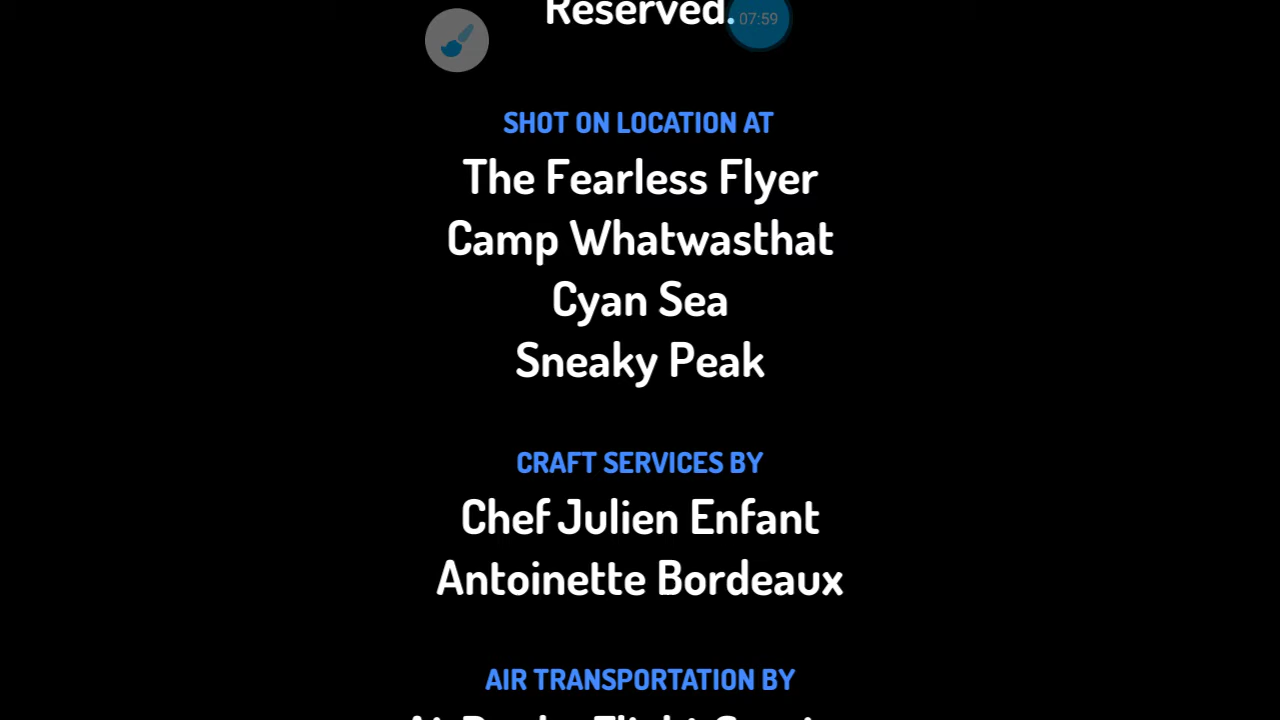 Reserved.
07:59
SHOT ON LOCATION AT
The Fearless Flyer
Camp Whatwasthat
Cyan Sea
Sneaky Peak
CRAFT SERVICES BY
Chef Julien Enfant
Antoinette Bordeaux
AIR TRANSPORTATION BY